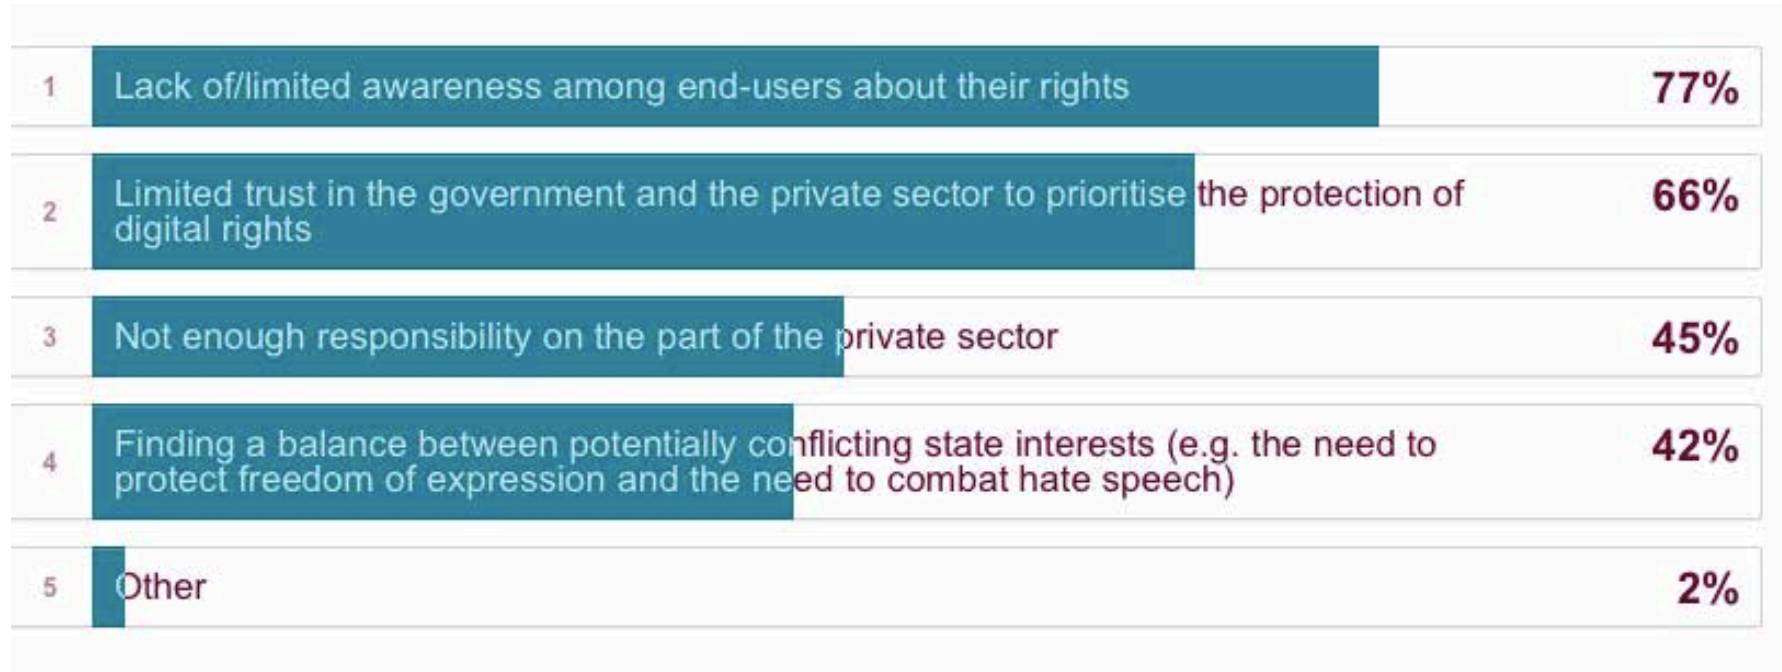 1 Lack of/limited awareness among end-users about their rights 77%
2 Limited trust in the government and the private sector to prioritise the protection of 66%
digital rights
3 Not enough responsibility on the part of the private sector 45%
4 Finding a balance between potentially conflicting state interests (e.g. the need to 42%
protect freedom of expression and the need to combat hate speech)
5 Other 2%